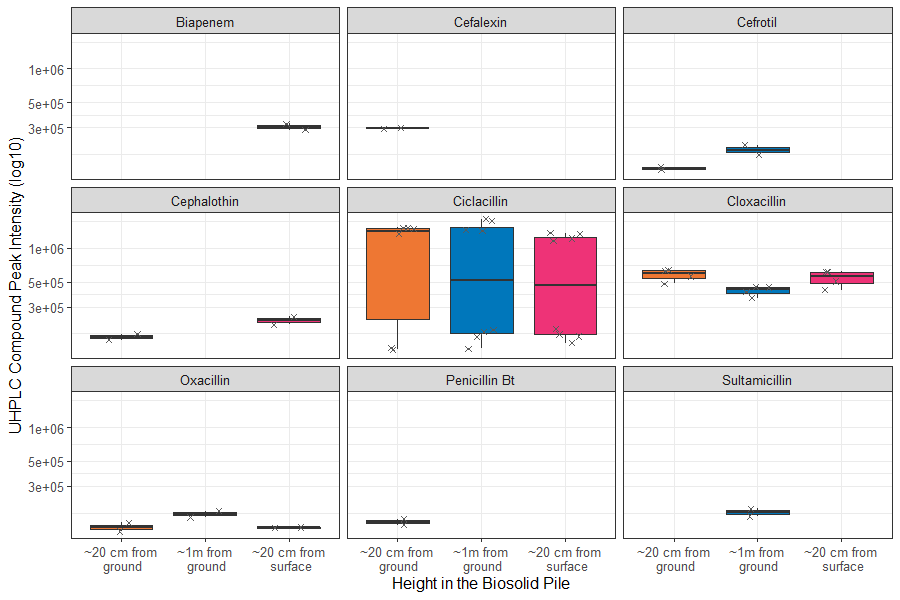 Biapenem
Cefalexin
Cefrotil
1e+06
5e+05
3e+05
Cephalothin
Ciclacillin
Cloxacillin
1e+06
5e+05
3e+05
Oxacillin
Penicillin Bt
Sultamicillin
1e+06
5e+05
3e+05
~20 cm from
ground
~1m from
ground
~20 cm from
surface
~20 cm from
ground
~1m from
ground
~20 cm from
surface
~20 cm from
ground
~1m from
ground
~20 cm from
surface
Height in the Biosolid Pile
UHPLC Compound Peak Intensity (log10)